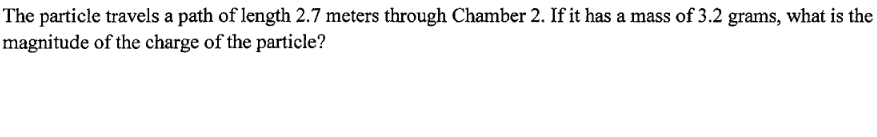 The particle travels a path of length 2.7 meters through Chamber 2. If it has a mass of 3.2 grams, what is the
magnitude of the charge of the particle?